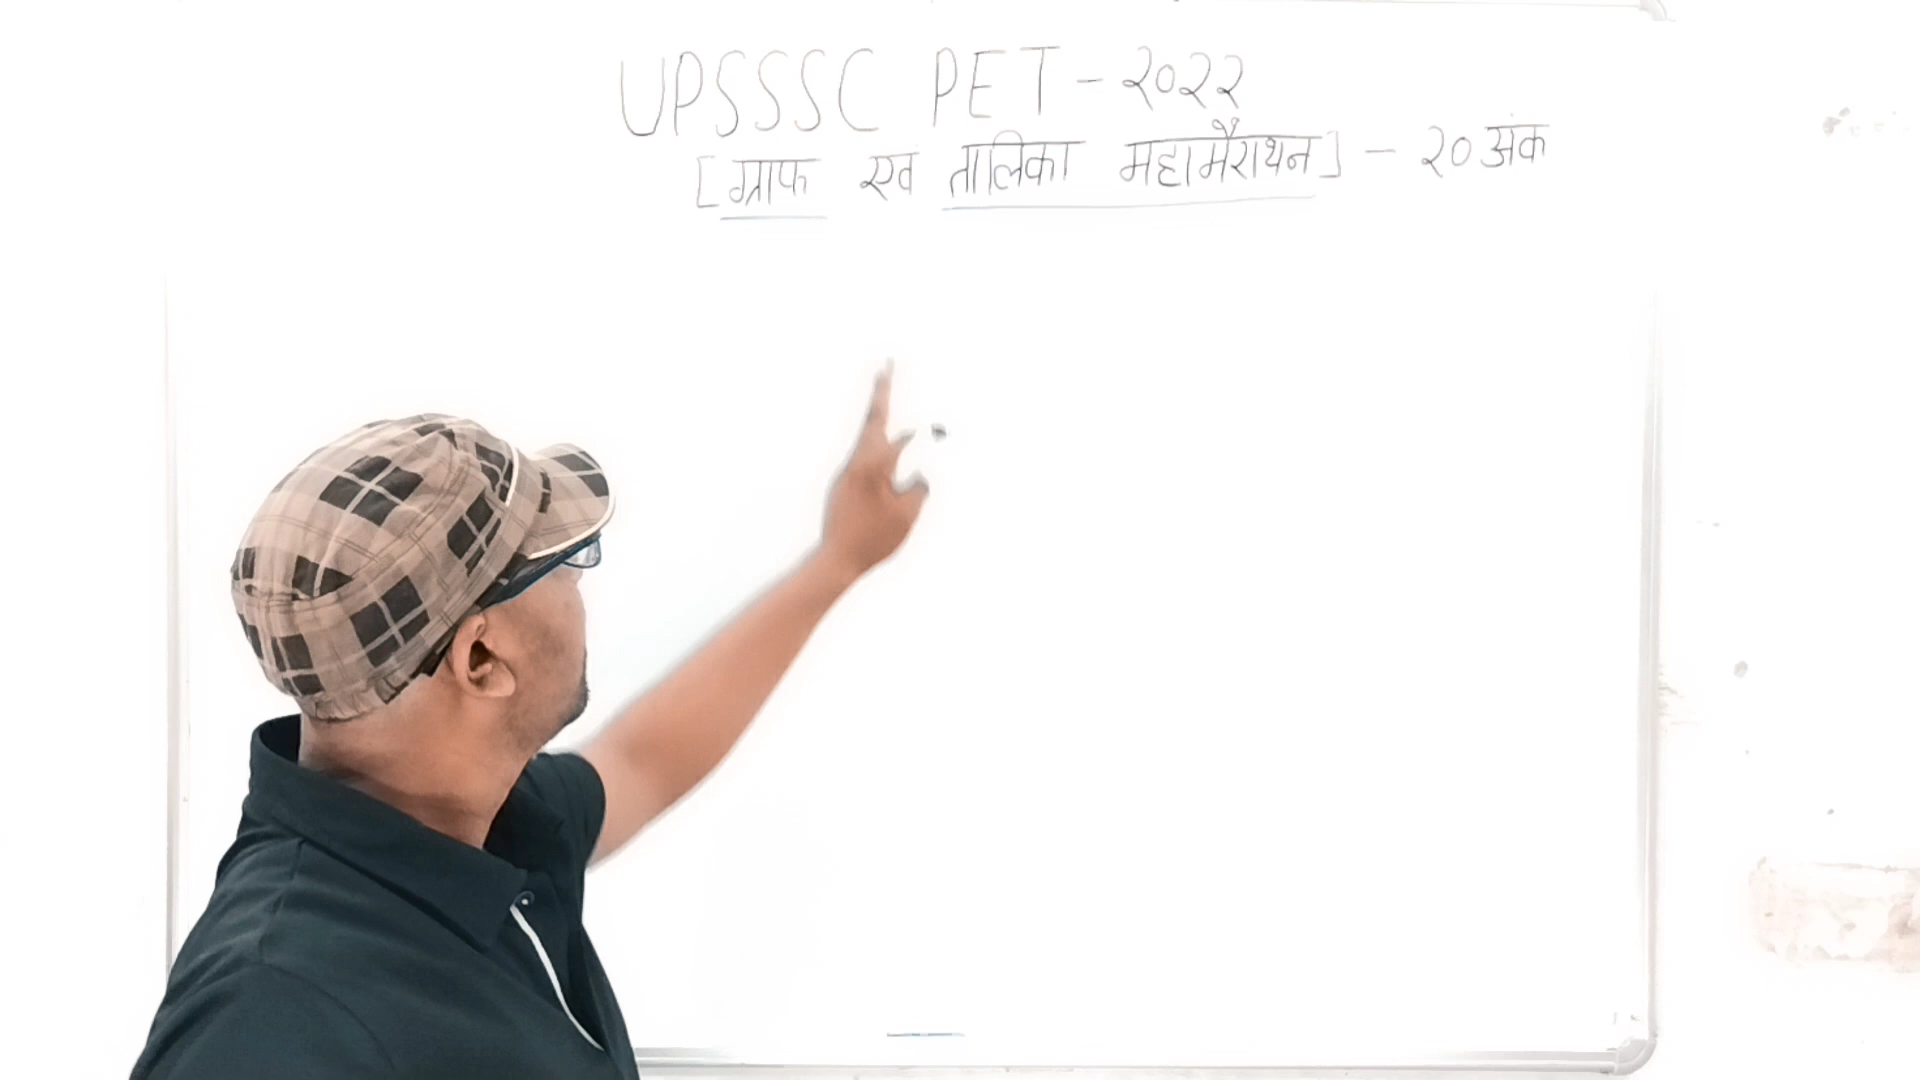 UPSSSC PET - २०२२
[ग्राफ एव तालिका महामैराथन] - २० अंक